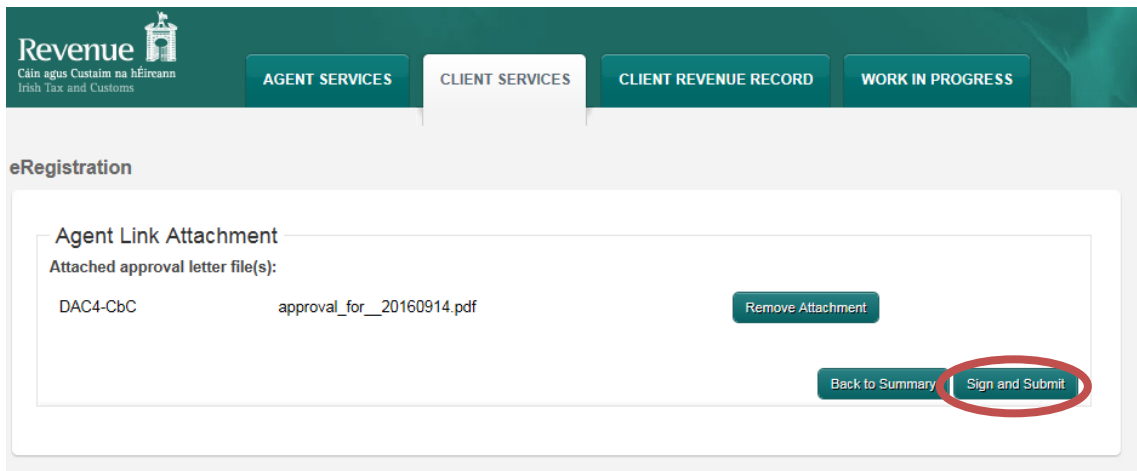 Revenue
Cáin agus Custaim na hÉireann
Irish Tax and Customs
AGENT SERVICES
CLIENT SERVICES
CLIENT REVENUE RECORD
WORK IN PROGRESS
eRegistration
Agent Link Attachment
Attached approval letter file(s):
DAC4-CbC approval_for__20160914.pdf Remove Attachment
Back to Summary Sign and Submit